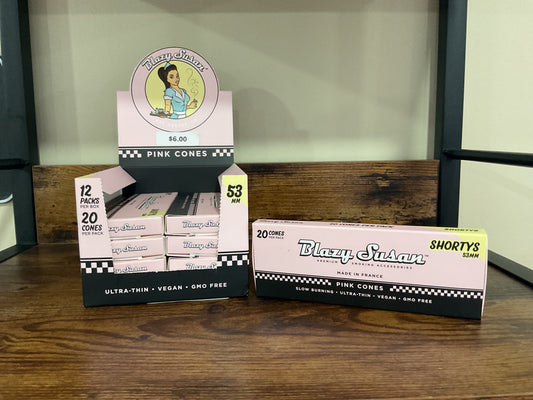 Blazy Susan
$6.00
PINK CONES
12
PACKS
PER BOX
20
CONES
PER PACK
53
MM
ULTRA-THIN • VEGAN • GMO FREE
20 CONES
PER PACK
Blazy Susan™
PREMIUM SMOKING ACCESSORIES
SHORTYS
53MM
MADE IN FRANCE
PINK CONES
SLOW BURNING • ULTRA-THIN • VEGAN • GMO FREE
SHORTYS